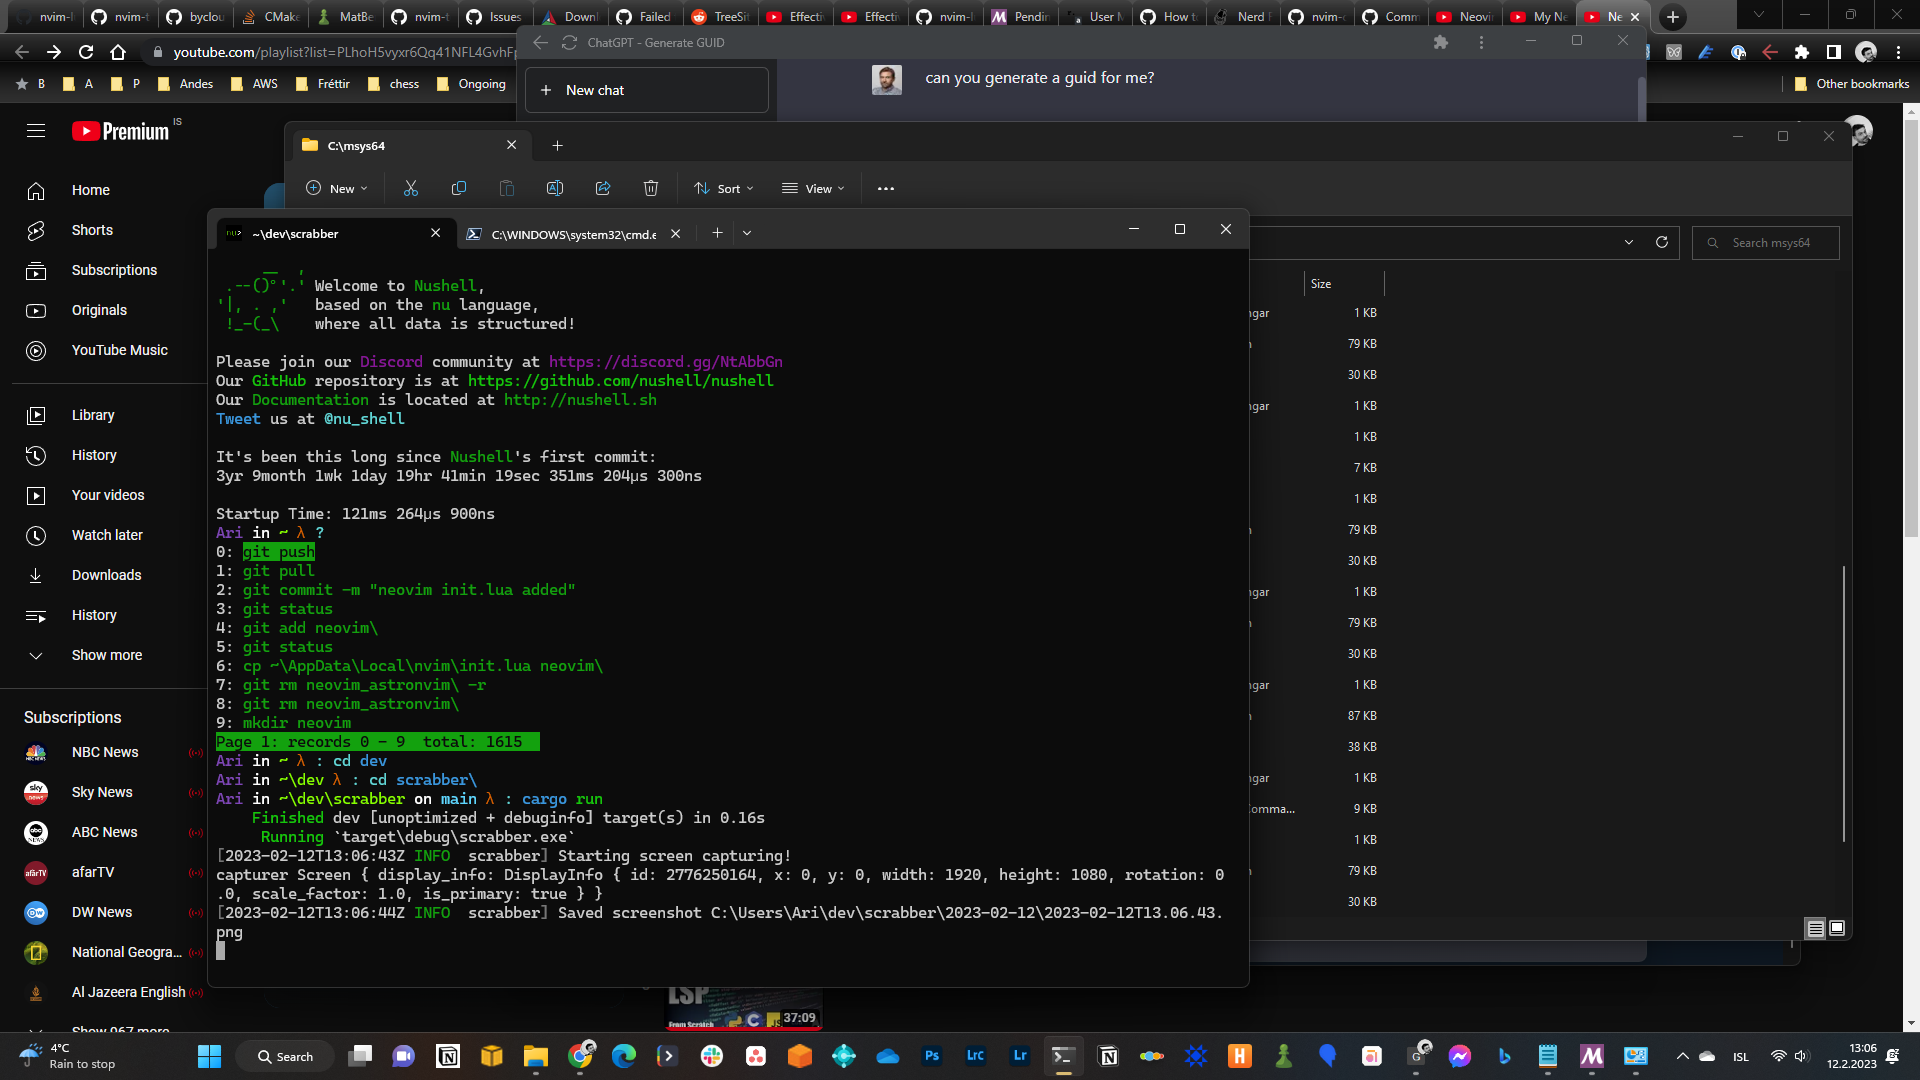 nvim-l
nvim-t
byclou
CMake
MatBe
nvim-t
Issues
Downl
Failed
TreeSit
Effectiv
Effectiv
nvim-l
Pendin
User M
How to
Nerd F
nvim-c
Comm
Neovin
My Ne
Ne
youtube.com/playlist?list=PLhoH5vyxr6Qq41NFL4GvhFp
ChatGPT - Generate GUID
B
A
P
Andes
AWS
Fréttir
chess
Ongoing
Other bookmarks
New chat
can you generate a guid for me?
Premium IS
Home
Shorts
Subscriptions
Originals
YouTube Music
Library
History
Your videos
Watch later
Downloads
History
Show more
Subscriptions
NBC News
Sky News
ABC News
afarTV
DW News
National Geogra...
Al Jazeera English
Show 967 more
C:\msys64
New
Sort
View
Search msys64
Size
ngar 1 KB
79 KB
30 KB
ngar 1 KB
1 KB
7 KB
1 KB
79 KB
30 KB
ngar 1 KB
79 KB
30 KB
ngar 1 KB
87 KB
38 KB
ngar 1 KB
Comma... 9 KB
1 KB
79 KB
30 KB
~\dev\scrabber
C:\WINDOWS\system32\cmd.e
Welcome to Nushell,
based on the nu language,
where all data is structured!
Please join our Discord community at https://discord.gg/NtAbbGn
Our GitHub repository is at https://github.com/nushell/nushell
Our Documentation is located at http://nushell.sh
Tweet us at @nu_shell
It's been this long since Nushell's first commit:
3yr 9month 1wk 1day 19hr 41min 19sec 351ms 204µs 300ns
Startup Time: 121ms 264µs 900ns
Ari in ~ λ ?
0: git push
1: git pull
2: git commit -m "neovim init.lua added"
3: git status
4: git add neovim\
5: git status
6: cp ~\AppData\Local\nvim\init.lua neovim\
7: git rm neovim_astronvim\ -r
8: git rm neovim_astronvim\
9: mkdir neovim
Page 1: records 0 - 9  total: 1615
Ari in ~ λ : cd dev
Ari in ~\dev λ : cd scrabber\
Ari in ~\dev\scrabber on main λ : cargo run
Finished dev [unoptimized + debuginfo] target(s) in 0.16s
Running `target\debug\scrabber.exe`
[2023-02-12T13:06:43Z INFO  scrabber] Starting screen capturing!
capturer Screen { display_info: DisplayInfo { id: 2776250164, x: 0, y: 0, width: 1920, height: 1080, rotation: 0
.0, scale_factor: 1.0, is_primary: true } }
[2023-02-12T13:06:44Z INFO  scrabber] Saved screenshot C:\Users\Ari\dev\scrabber\2023-02-12\2023-02-12T13.06.43.
png
LSP
From Scratch
37:09
4°C
Rain to stop
Search
ISL
13:06
12.2.2023